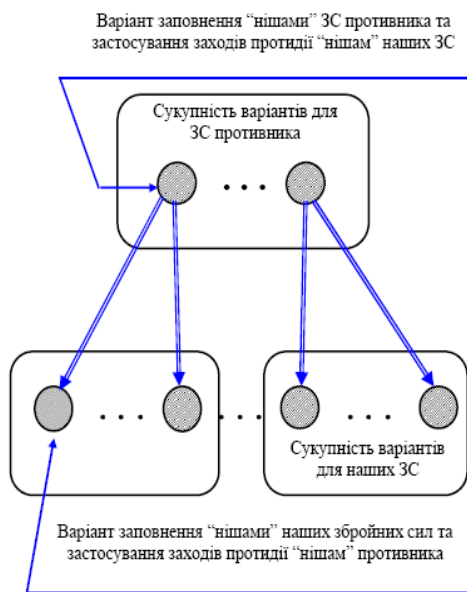 Варіант заповнення “нішами” ЗС противника та
застосування заходів протидії “нішам” наших ЗС
Сукупність варіантів для
ЗС противника
. . .
. . .
. . .
. . .
Сукупність варіантів
для наших ЗС
Варіант заповнення “нішами” наших збройних сил та
застосування заходів протидії “нішам” противника